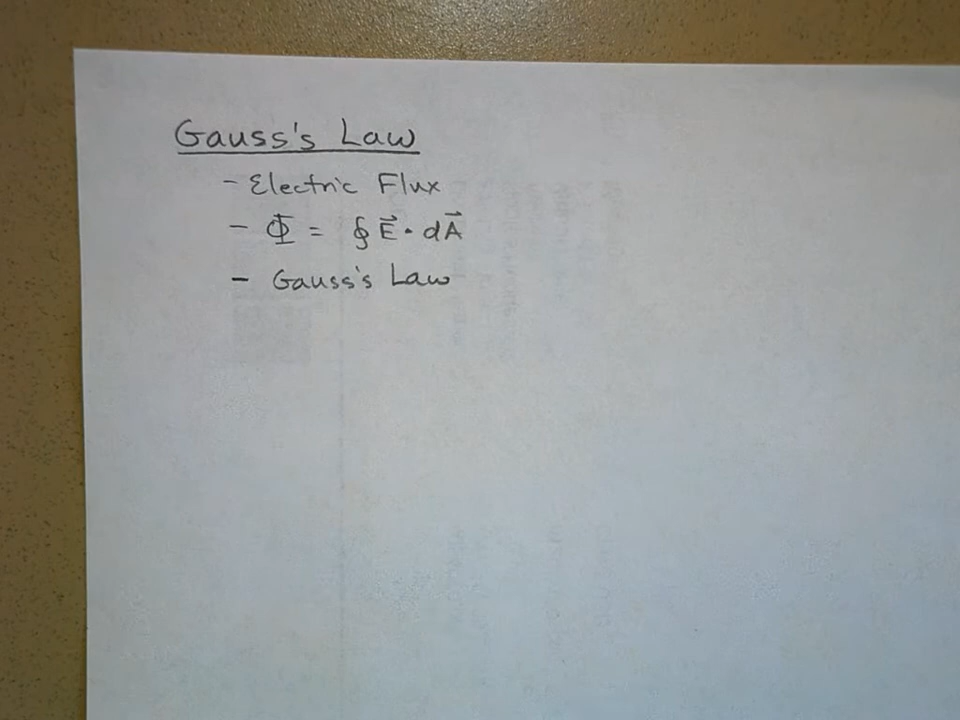 Gauss's Law
- Electric Flux
- Φ = ∮ E⃗ · dA⃗
- Gauss's Law